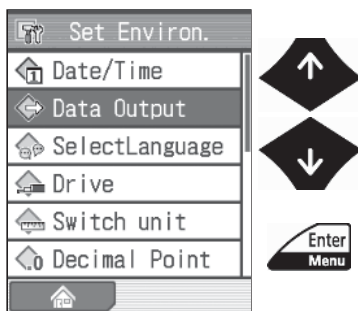 Set Environ.
Date/Time
Data Output
SelectLanguage
Drive
Switch unit
Decimal Point
Enter
Menu